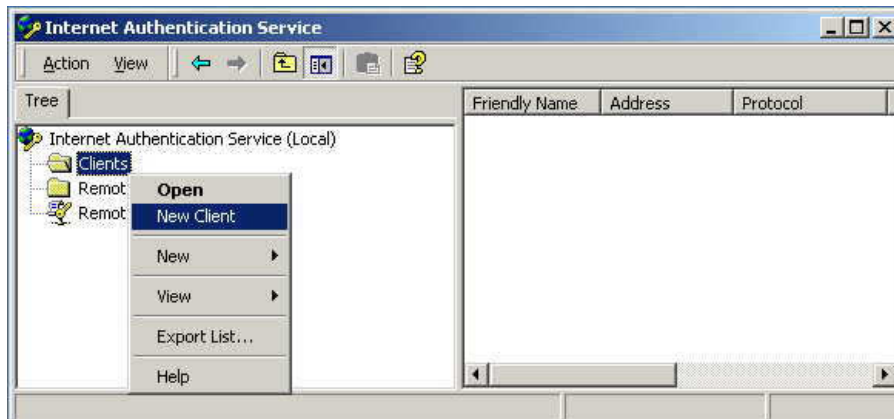 Internet Authentication Service
Action View
Tree
Friendly Name Address Protocol
Internet Authentication Service (Local)
Clients
Remot
Remot
Open
New Client
New
View
Export List...
Help